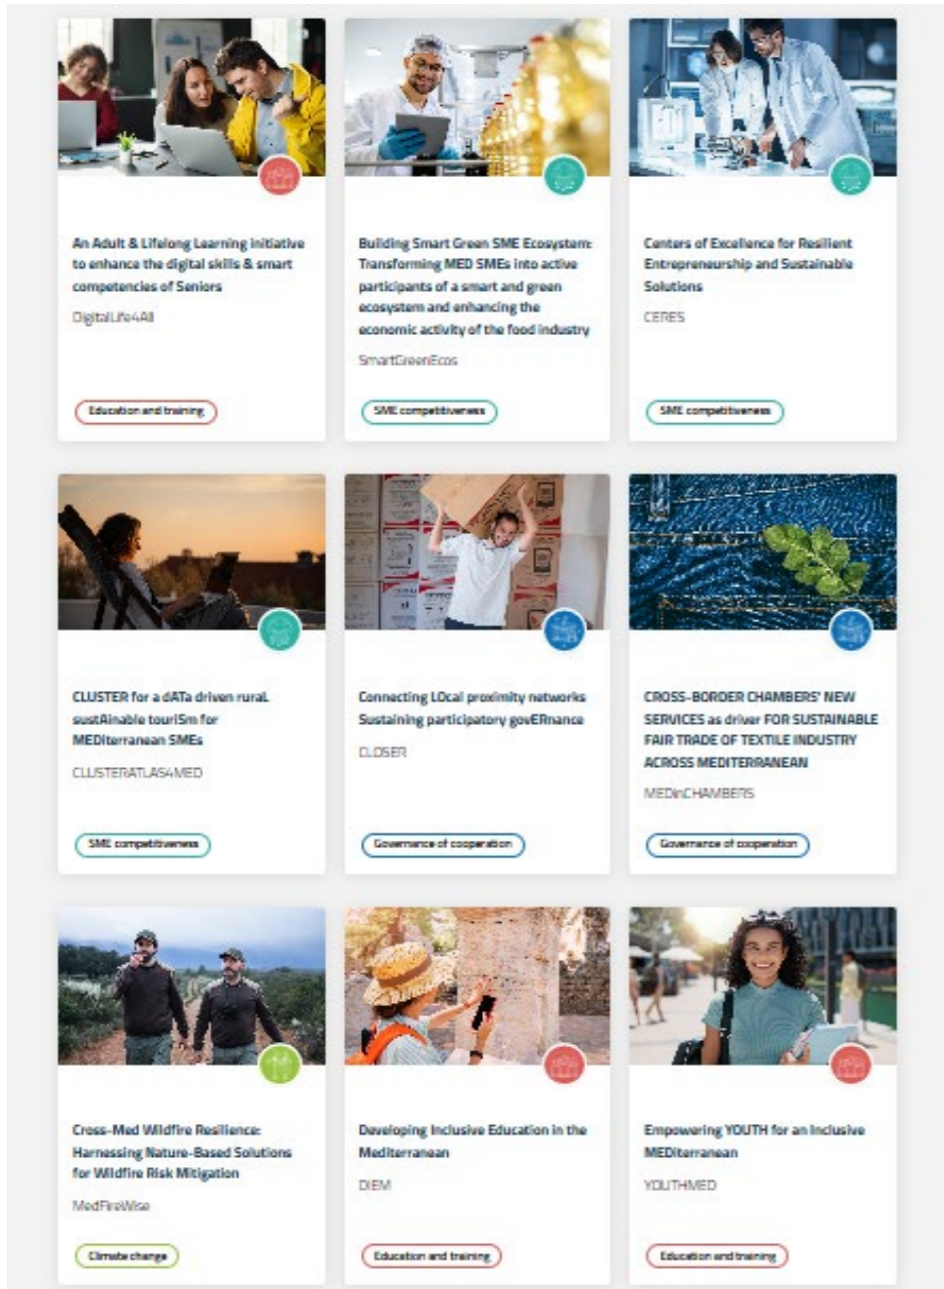 An Adult & Lifelong Learning initiative
to enhance the digital skills & smart
competencies of Seniors
DigitalLife4All
Education and training
Building Smart Green SME Ecosystem:
Transforming MED SMEs into active
participants of a smart and green
ecosystem and enhancing the
economic activity of the food industry
SmartGreenEcos
SME competitiveness
Centers of Excellence for Resilient
Entrepreneurship and Sustainable
Solutions
CERES
SME competitiveness
CLUSTER for a dATa driven ruraL
sustAinable touriSm for
MEDiterranean SMEs
CLUSTERATLAS4MED
SME competitiveness
Connecting LOcal proximity networks
Sustaining participatory govERnance
CLOSER
Governance of cooperation
CROSS-BORDER CHAMBERS' NEW
SERVICES as driver FOR SUSTAINABLE
FAIR TRADE OF TEXTILE INDUSTRY
ACROSS MEDITERRANEAN
MEDinCHAMBERS
Governance of cooperation
Cross-Med Wildfire Resilience:
Harnessing Nature-Based Solutions
for Wildfire Risk Mitigation
MedFireWise
Climate change
Developing Inclusive Education in the
Mediterranean
DIEM
Education and training
Empowering YOUTH for an Inclusive
MEDiterranean
YOUTHMED
Education and training